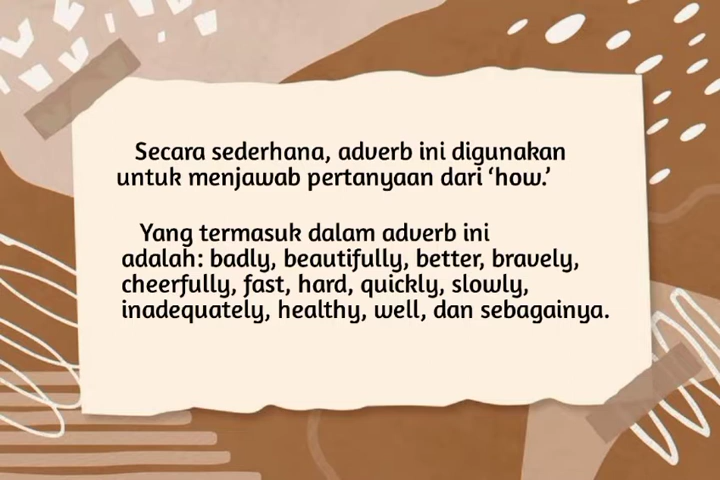 Secara sederhana, adverb ini digunakan
untuk menjawab pertanyaan dari ‘how.’
Yang termasuk dalam adverb ini
adalah: badly, beautifully, better, bravely,
cheerfully, fast, hard, quickly, slowly,
inadequately, healthy, well, dan sebagainya.